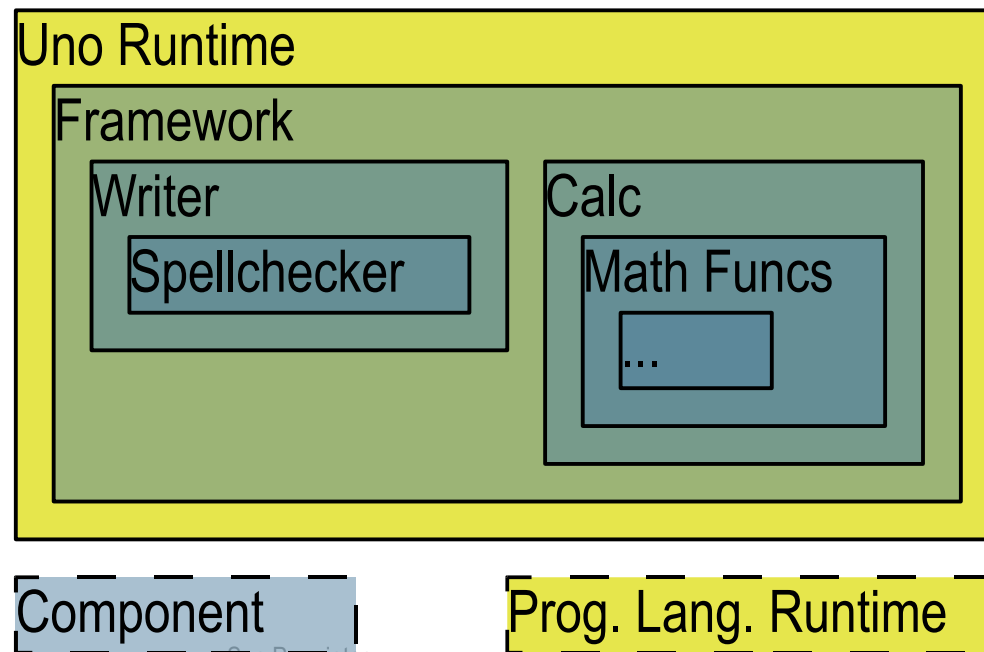 Uno Runtime
Framework
Writer
Calc
Spellchecker
Math Funcs
...
Component
Prog. Lang. Runtime